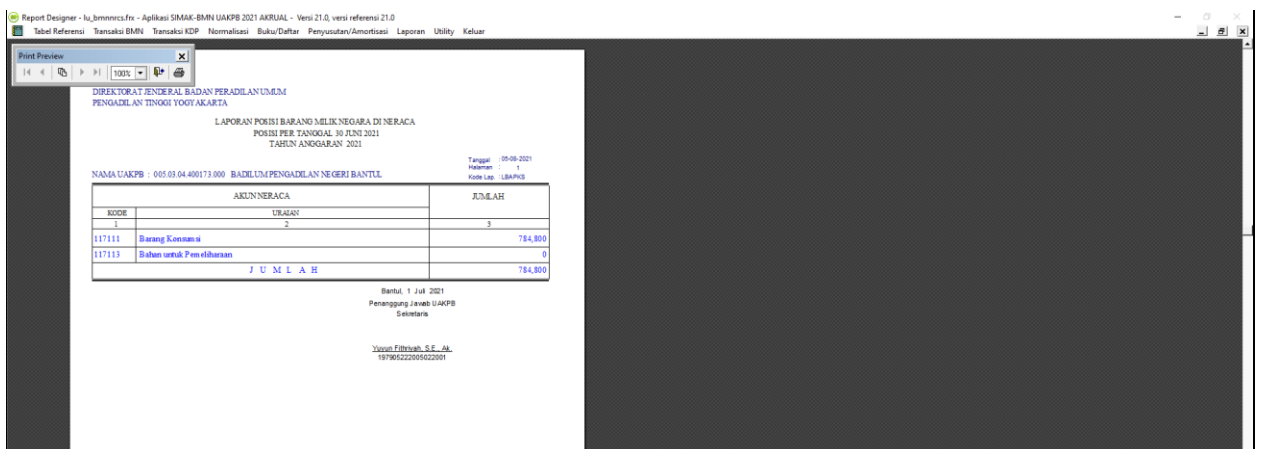 Report Designer - lu_bmnnrcs.frx - Aplikasi SIMAK-BMN UAKPB 2021 AKRUAL - Versi 21.0, versi referensi 21.0
Tabel Referensi Transaksi BMN Transaksi KDP Normalisasi Buku/Daftar Penyusutan/Amortisasi Laporan Utility Keluar
Print Preview
100%
DIREKTORAT JENDERAL BADAN PERADILAN UMUM
PENGADILAN TINGGI YOGYAKARTA
LAPORAN POSISI BARANG MILIK NEGARA DI NERACA
POSISI PER TANGGAL 30 JUNI 2021
TAHUN ANGGARAN 2021
Tanggal : 05-08-2021
Halaman : 1
Kode Lap. : LBAPKS
NAMA UAKPB : 005.03.04.400173.000 BADILUM PENGADILAN NEGERI BANTUL
AKUN NERACA JUMLAH
KODE URAIAN
1 2 3
117111 Barang Konsumsi 784,800
117113 Bahan untuk Pemeliharaan 0
J U M L A H 784,800
Bantul, 1 Juli 2021
Penanggung Jawab UAKPB
Sekretaris
Yuvun Fithriyah, S.E., Ak.
197905222005022001